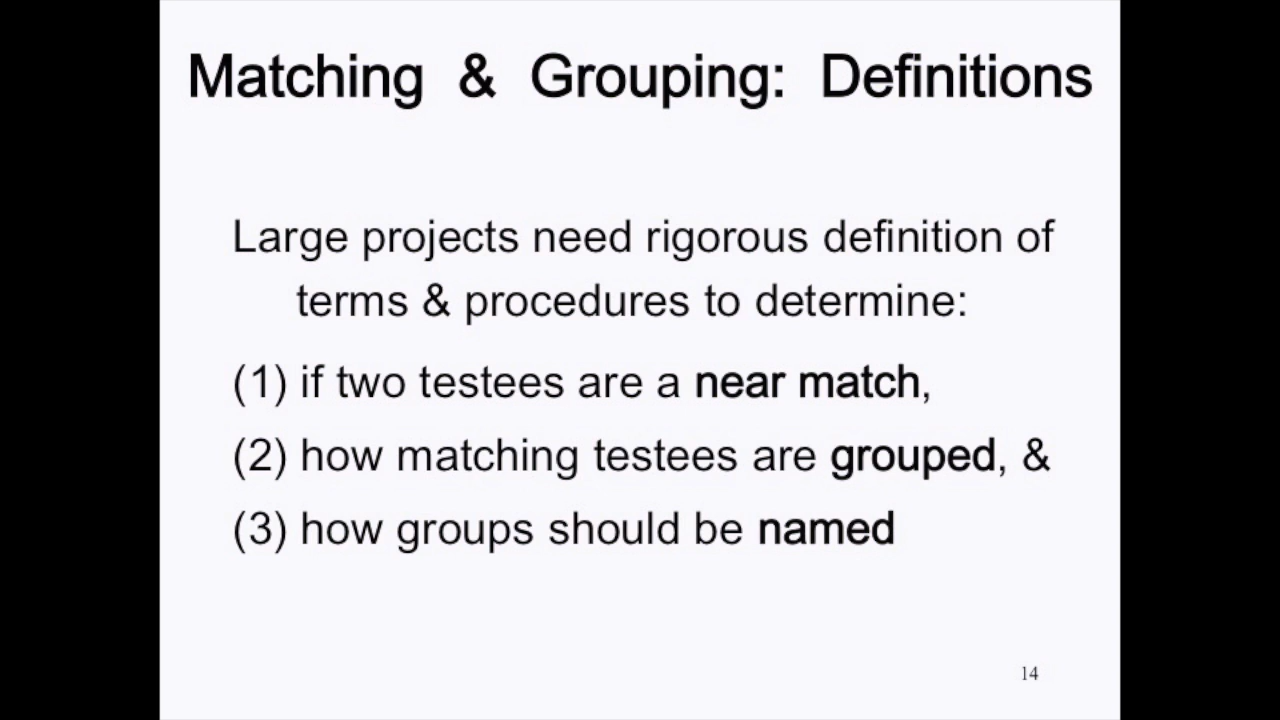 Matching & Grouping: Definitions
Large projects need rigorous definition of
terms & procedures to determine:
(1) if two testees are a near match,
(2) how matching testees are grouped, &
(3) how groups should be named
14